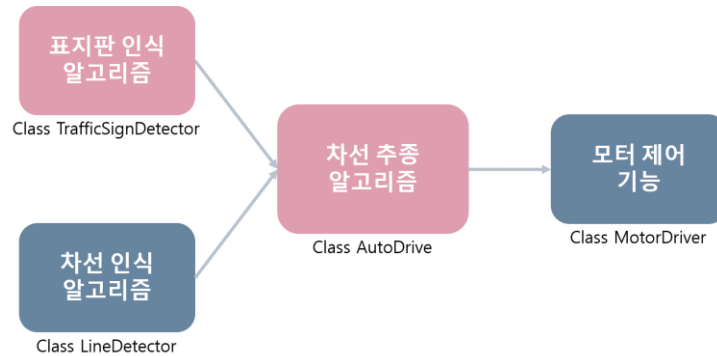 표지판 인식
알고리즘
Class TrafficSignDetector
차선 추종
알고리즘
Class AutoDrive
모터 제어
기능
Class MotorDriver
차선 인식
알고리즘
Class LineDetector